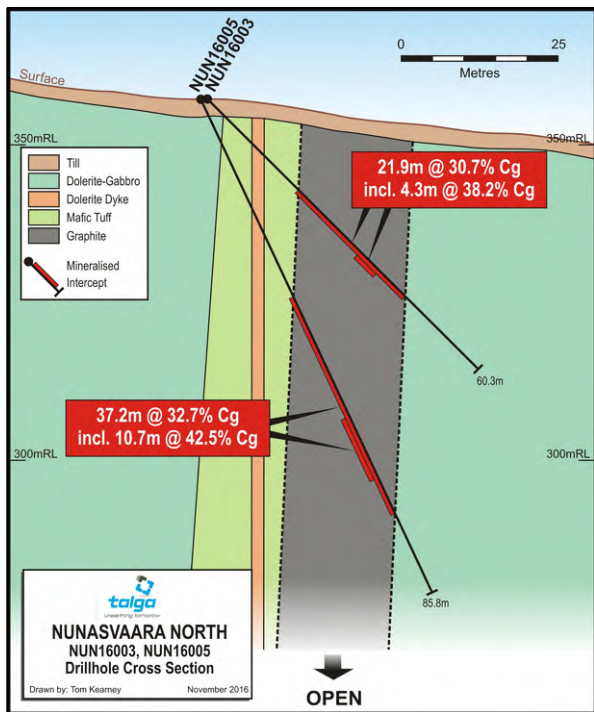 NUN16005
NUN16003
0 25
Metres
Surface
350mRL 350mRL
Till
Dolerite-Gabbro
Dolerite Dyke
Mafic Tuff
Graphite
Mineralised
Intercept
21.9m @ 30.7% Cg
incl. 4.3m @ 38.2% Cg
60.3m
37.2m @ 32.7% Cg
incl. 10.7m @ 42.5% Cg
300mRL 300mRL
85.8m
talga
unearthing tomorrow
NUNASVAARA NORTH
NUN16003, NUN16005
Drillhole Cross Section
Drawn by: Tom Kearney November 2016
OPEN